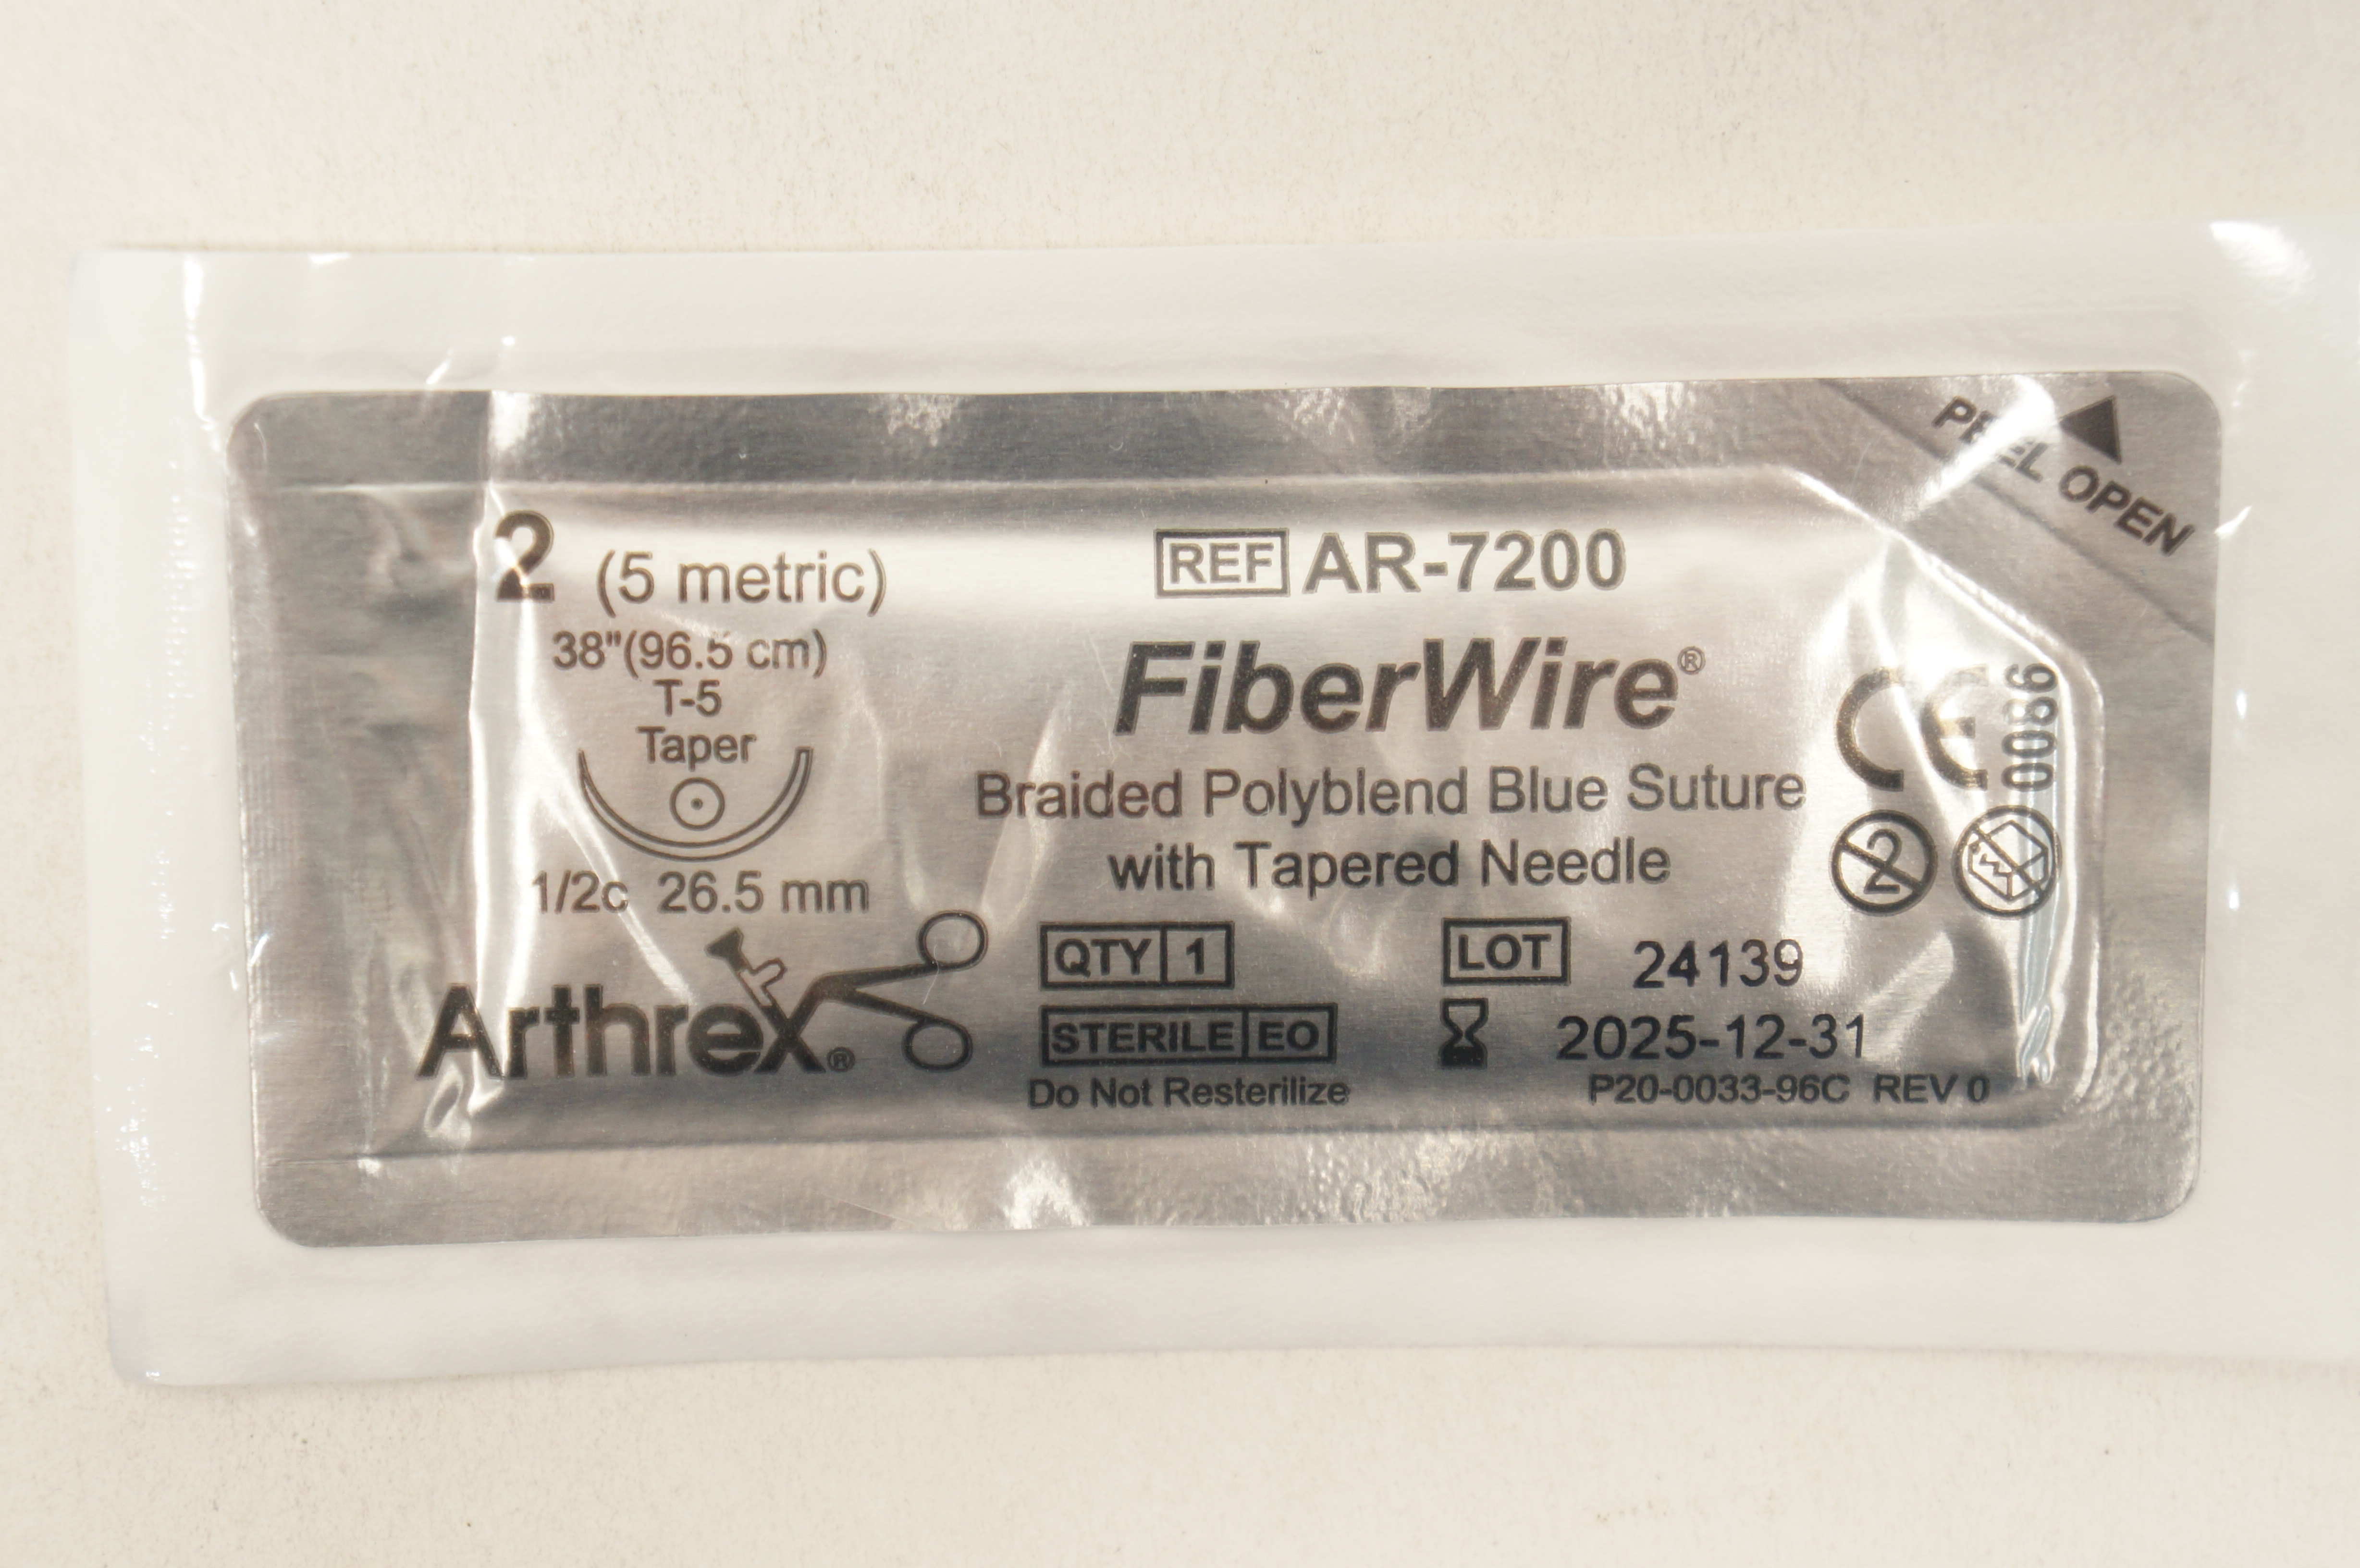 PEEL OPEN
2 (5 metric)
38"(96.5 cm)
T-5
Taper
1/2c 26.5 mm
Arthrex®
REF AR-7200
FiberWire®
Braided Polyblend Blue Suture
with Tapered Needle
QTY 1
LOT 24139
STERILE EO
2025-12-31
Do Not Resterilize
P20-0033-96C REV 0
CE 0086
2